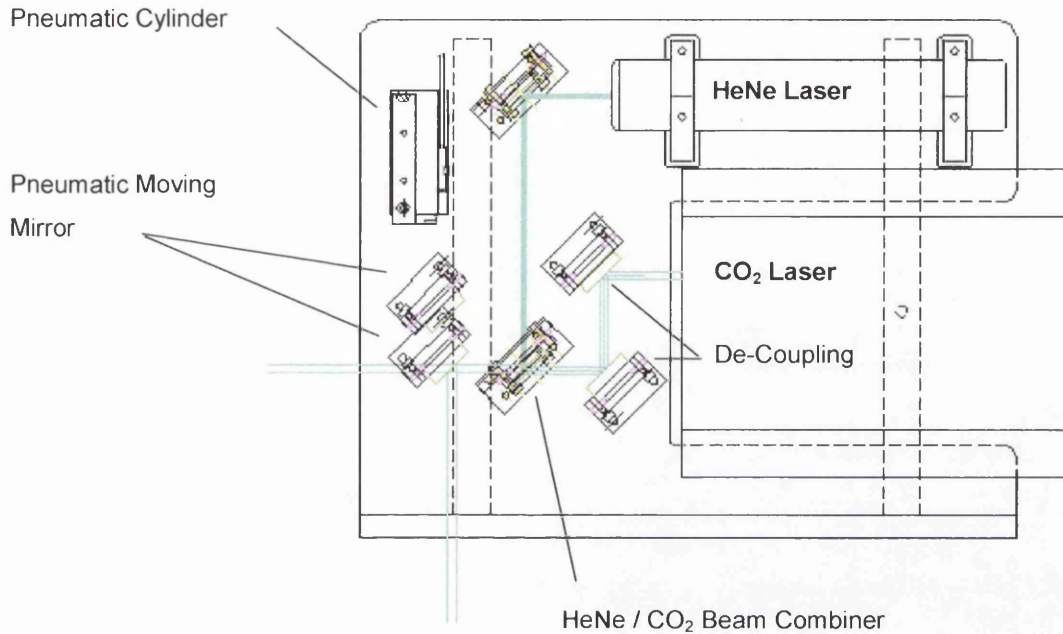 Pneumatic Cylinder
HeNe Laser
Pneumatic Moving
Mirror
CO₂ Laser
De-Coupling
HeNe / CO₂ Beam Combiner